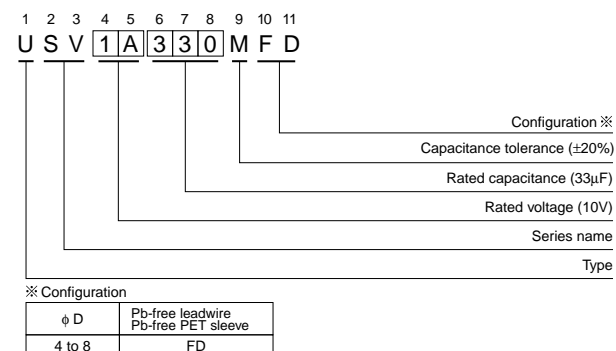 1 2 3 4 5 6 7 8 9 10 11
U S V 1 A 3 3 0 M F D
Configuration ※
Capacitance tolerance (±20%)
Rated capacitance (33µF)
Rated voltage (10V)
Series name
Type
※ Configuration
ϕ D
Pb-free leadwire
Pb-free PET sleeve
4 to 8
FD